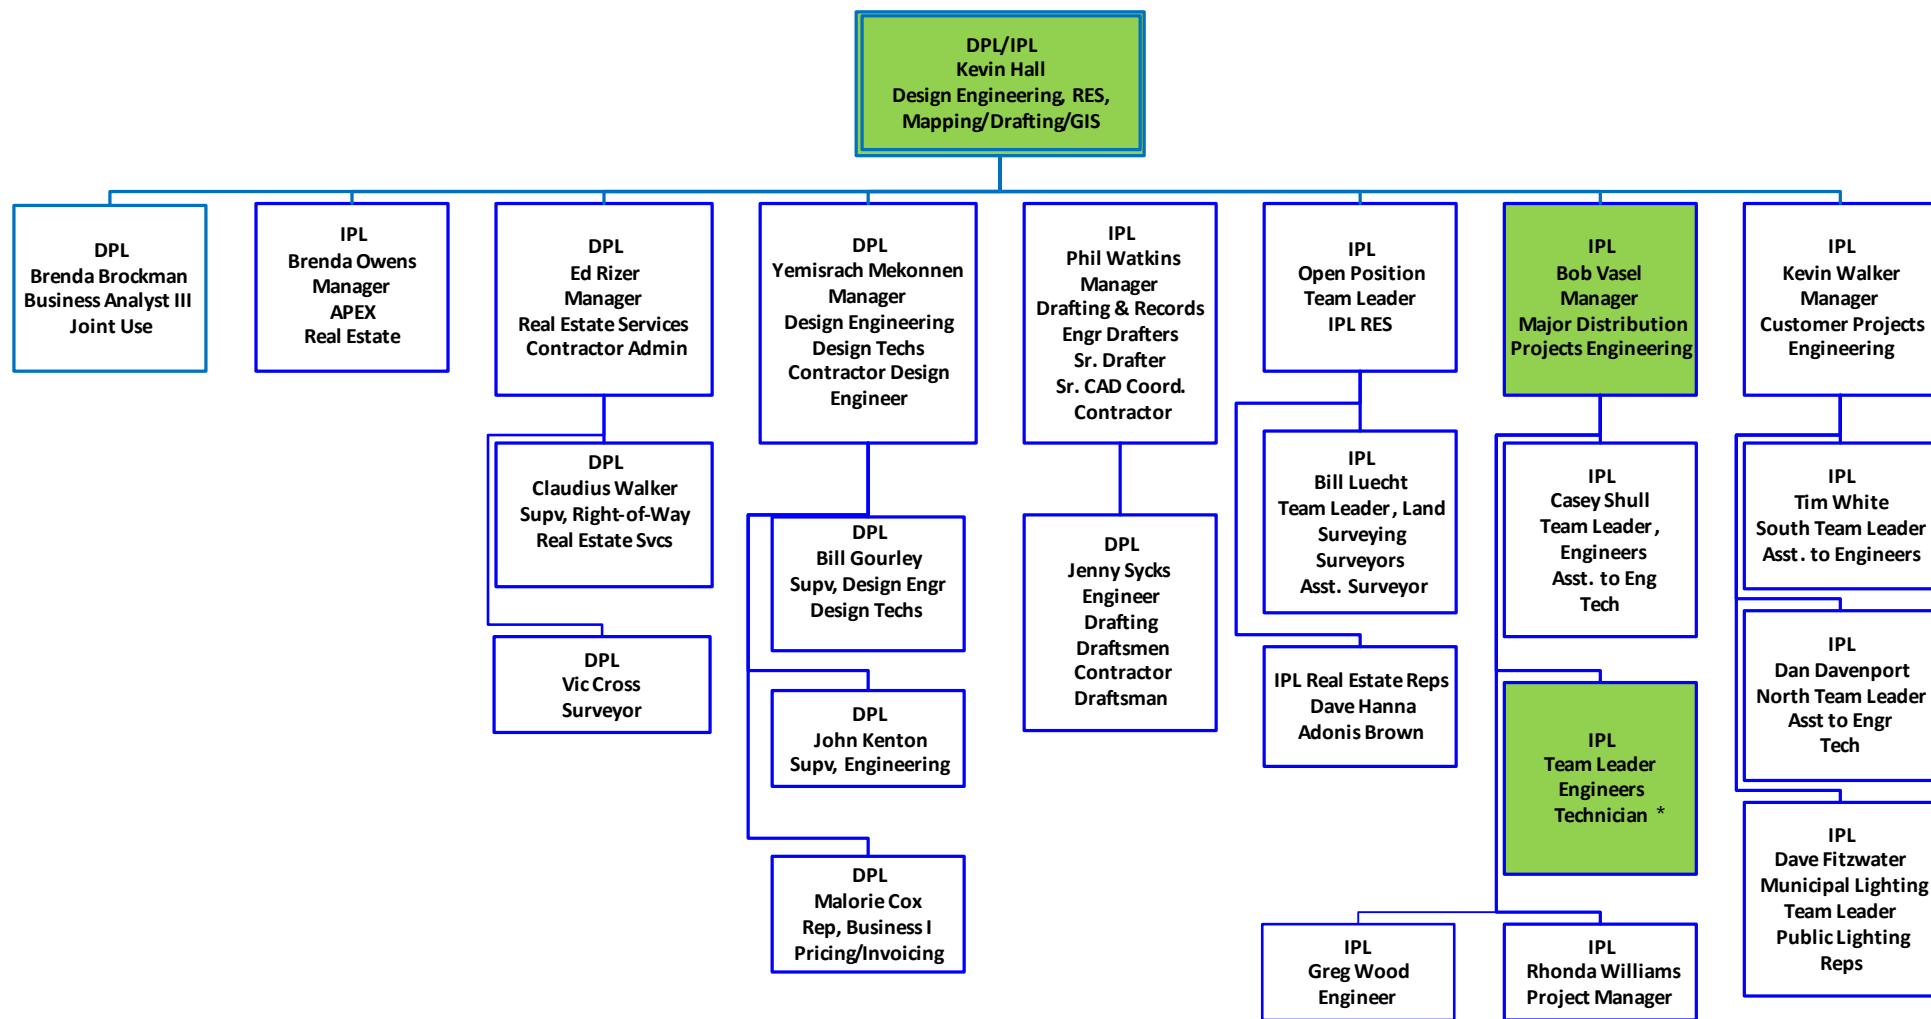 DPL/IPL
Kevin Hall
Design Engineering, RES,
Mapping/Drafting/GIS
DPL
Brenda Brockman
Business Analyst III
Joint Use
IPL
Brenda Owens
Manager
APEX
Real Estate
DPL
Ed Rizer
Manager
Real Estate Services
Contractor Admin
DPL
Yemisrach Mekonnen
Manager
Design Engineering
Design Techs
Contractor Design
Engineer
IPL
Phil Watkins
Manager
Drafting & Records
Engr Drafters
Sr. Drafter
Sr. CAD Coord.
Contractor
IPL
Open Position
Team Leader
IPL RES
IPL
Bob Vasel
Manager
Major Distribution
Projects Engineering
IPL
Kevin Walker
Manager
Customer Projects
Engineering
DPL
Claudius Walker
Supv, Right-of-Way
Real Estate Svcs
DPL
Vic Cross
Surveyor
DPL
Bill Gourley
Supv, Design Engr
Design Techs
DPL
John Kenton
Supv, Engineering
DPL
Malorie Cox
Rep, Business I
Pricing/Invoicing
DPL
Jenny Sycks
Engineer
Drafting
Draftsmen
Contractor
Draftsman
IPL
Bill Luecht
Team Leader, Land
Surveying
Surveyors
Asst. Surveyor
IPL Real Estate Reps
Dave Hanna
Adonis Brown
IPL
Casey Shull
Team Leader,
Engineers
Asst. to Eng
Tech
IPL
Team Leader
Engineers
Technician *
IPL
Greg Wood
Engineer
IPL
Rhonda Williams
Project Manager
IPL
Tim White
South Team Leader
Asst. to Engineers
IPL
Dan Davenport
North Team Leader
Asst to Engr
Tech
IPL
Dave Fitzwater
Municipal Lighting
Team Leader
Public Lighting
Reps